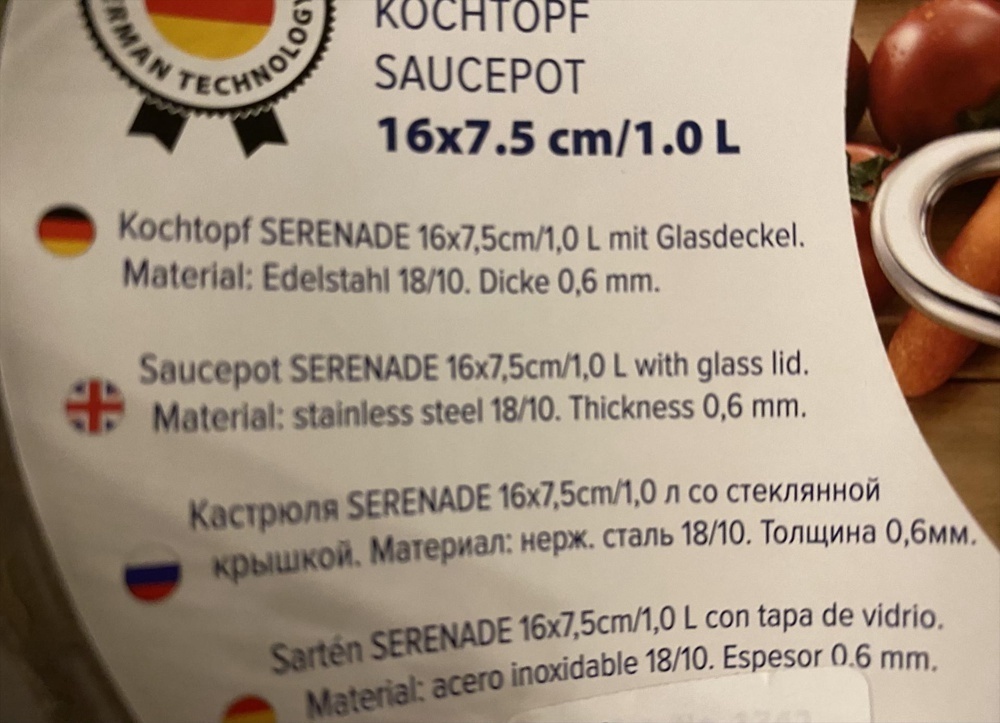 GERMAN TECHNOLOGY
KOCHTOPF
SAUCEPOT
16x7.5 cm/1.0 L
Kochtopf SERENADE 16x7,5cm/1,0 L mit Glasdeckel.
Material: Edelstahl 18/10. Dicke 0,6 mm.
Saucepot SERENADE 16x7,5cm/1,0 L with glass lid.
Material: stainless steel 18/10. Thickness 0,6 mm.
Кастрюля SERENADE 16x7,5cm/1,0 л со стеклянной
крышкой. Материал: нерж. сталь 18/10. Толщина 0,6мм.
Sartén SERENADE 16x7,5cm/1,0 L con tapa de vidrio.
Material: acero inoxidable 18/10. Espesor 0.6 mm.